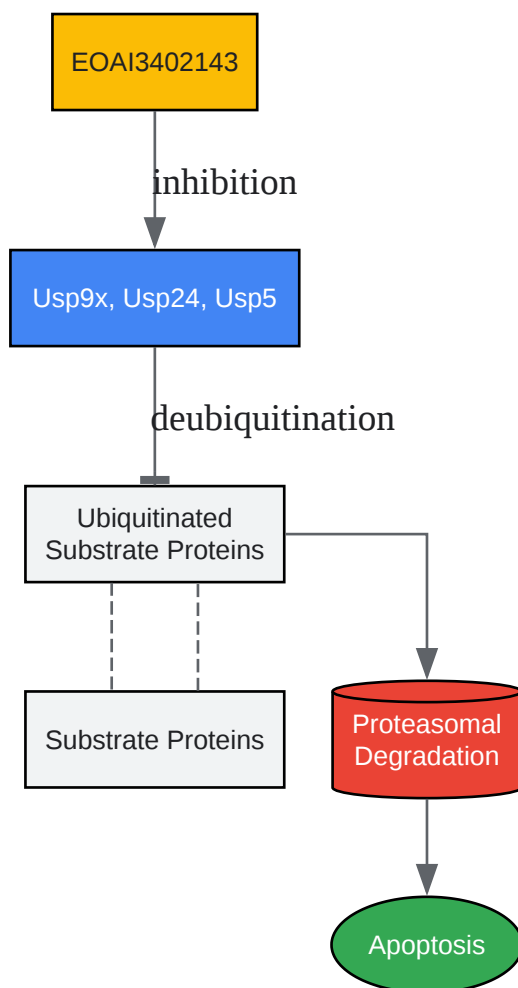 EOAI3402143
inhibition
Usp9x, Usp24, Usp5
deubiquitination
Ubiquitinated
Substrate Proteins
Substrate Proteins
Proteasomal
Degradation
Apoptosis